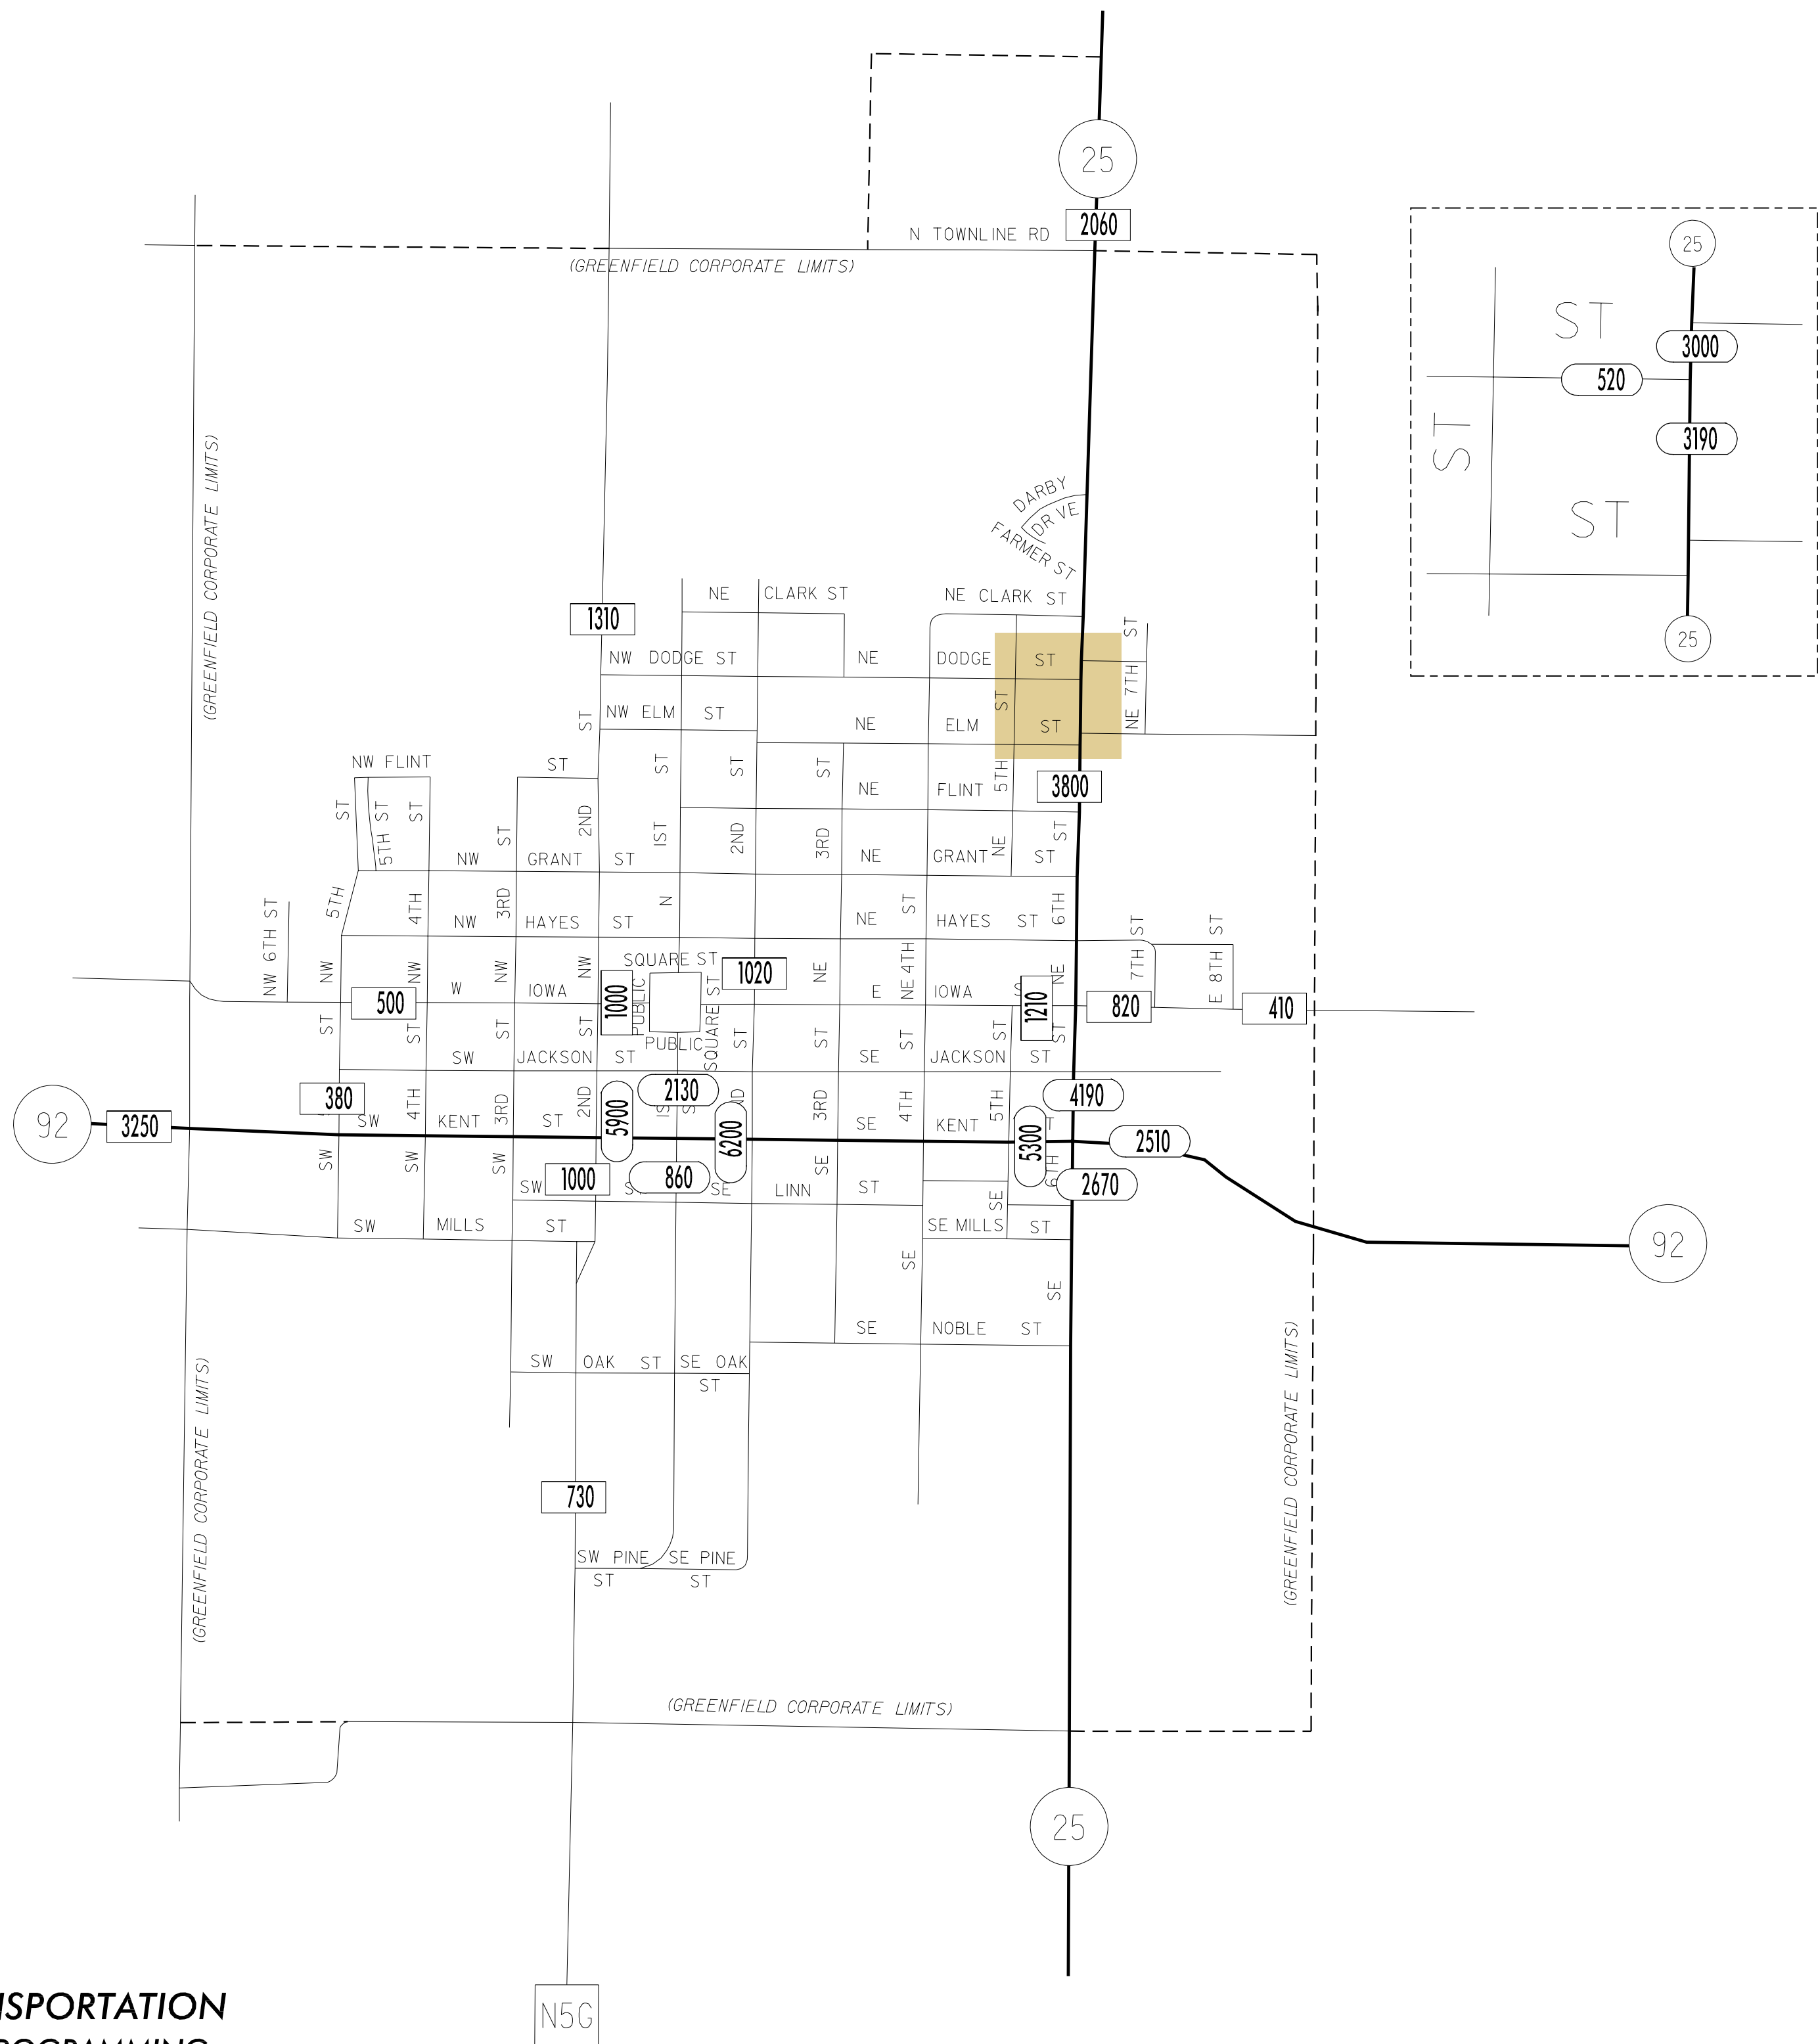 25
2060
N TOWNLINE RD
(GREENFIELD CORPORATE LIMITS)
25
ST
3000
520
3190
ST
ST
25
(GREENFIELD CORPORATE LIMITS)
DARBY
DR VE
FARMER ST
NE CLARK ST
NE CLARK ST
1310
NW DODGE ST
NE DODGE ST
NE 7TH ST
NW ELM ST
NE ELM ST
ST
ST
NW FLINT ST
ST
ST
ST
5TH
3800
NE FLINT
ST
5TH ST
ST
ST
2ND
1ST
2ND
3RD
NE
ST
NW GRANT ST
NE GRANT ST
NW 6TH ST
5TH
4TH
3RD
N
ST
6TH
NW HAYES ST
NE HAYES ST
7TH ST
E 8TH ST
SQUARE ST
1020
NW
NW
NW
NW
NE
NE 4TH
NE
W IOWA
1000
PUBLIC
SQUARE ST
E IOWA
500
1210
820
410
ST
ST
ST
ST
ST
ST
ST
ST
ST
PUBLIC
SW JACKSON ST
SE JACKSON ST
380
2130
4190
4TH
3RD
2ND
3RD
4TH
5TH
92
3250
SW KENT ST
5900
6200
SE KENT
5300
2510
SW
SW
SW
SE
6TH
1000
860
2670
SW
SE LINN ST
SE
SW MILLS ST
SE MILLS ST
92
SE
SE
SE NOBLE ST
SW OAK ST SE OAK
ST
(GREENFIELD CORPORATE LIMITS)
(GREENFIELD CORPORATE LIMITS)
730
SW PINE SE PINE
ST ST
(GREENFIELD CORPORATE LIMITS)
25
N5G